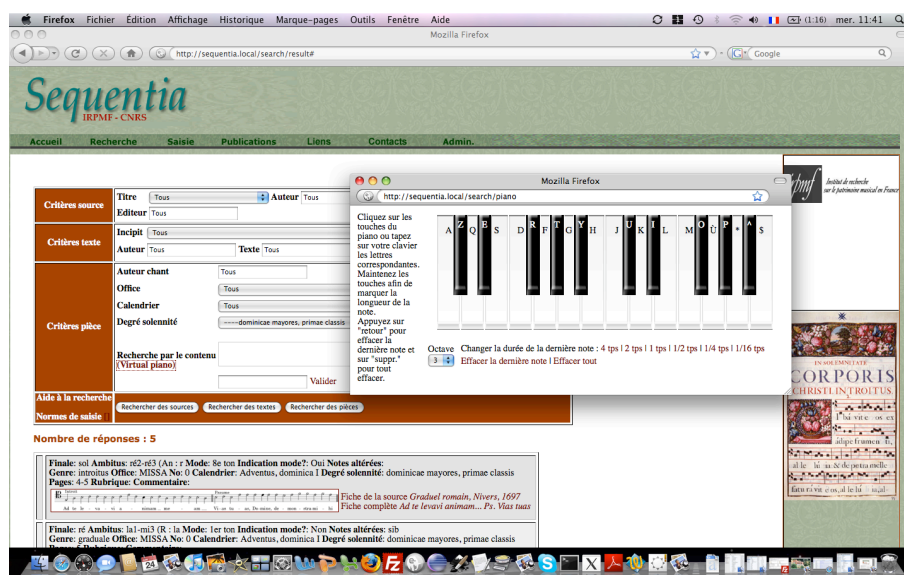 Firefox Fichier Édition Affichage Historique Marque-pages Outils Fenêtre Aide (1:16) mer. 11:41
Mozilla Firefox
http://sequentia.local/search/result# Google
Sequentia
IRPMF - CNRS
Accueil Recherche Saisie Publications Liens Contacts Admin.
irpmf Institut de recherche
sur le patrimoine musical en France
Critères source
Titre Tous Auteur Tous
Editeur Tous
Critères texte
Incipit Tous
Auteur Tous Texte Tous
Critères pièce
Auteur chant Tous
Office Tous
Calendrier Tous
Degré solennité ----dominicae mayores, primae classis
Recherche par le contenu
(Virtual piano)
Valider
Aide à la recherche
Normes de saisie []
Rechercher des sources Rechercher des textes Rechercher des pièces
Mozilla Firefox
http://sequentia.local/search/piano
Cliquez sur les
touches du
piano ou tapez
sur votre clavier
les lettres
correspondantes.
Maintenez les
touches afin de
marquer la
longueur de la
note.
Appuyez sur
"retour" pour
effacer la
dernière note et
sur "suppr."
pour tout
effacer.
A Z Q E S D R F T G Y H J U K I L M O Ù P * ^ $
Octave
3
Changer la durée de la dernière note : 4 tps | 2 tps | 1 tps | 1/2 tps | 1/4 tps | 1/16 tps
Effacer la dernière note | Effacer tout
IN SOLEMNITATE
CORPORIS
CHRISTI, INTROITUS.
Nombre de réponses : 5
Finale: sol Ambitus: ré2-ré3 (An : r Mode: 8e ton Indication mode?: Oui Notes altérées:
Genre: introitus Office: MISSA No: 0 Calendrier: Adventus, dominica I Degré solennité: dominicae mayores, primae classis
Pages: 4-5 Rubrique: Commentaire:
Fiche de la source Graduel romain, Nivers, 1697
Fiche complète Ad te levavi animam... Ps. Vias tuas
Finale: ré Ambitus: la1-mi3 (R : la Mode: 1er ton Indication mode?: Non Notes altérées: sib
Genre: graduale Office: MISSA No: 0 Calendrier: Adventus, dominica I Degré solennité: dominicae mayores, primae classis